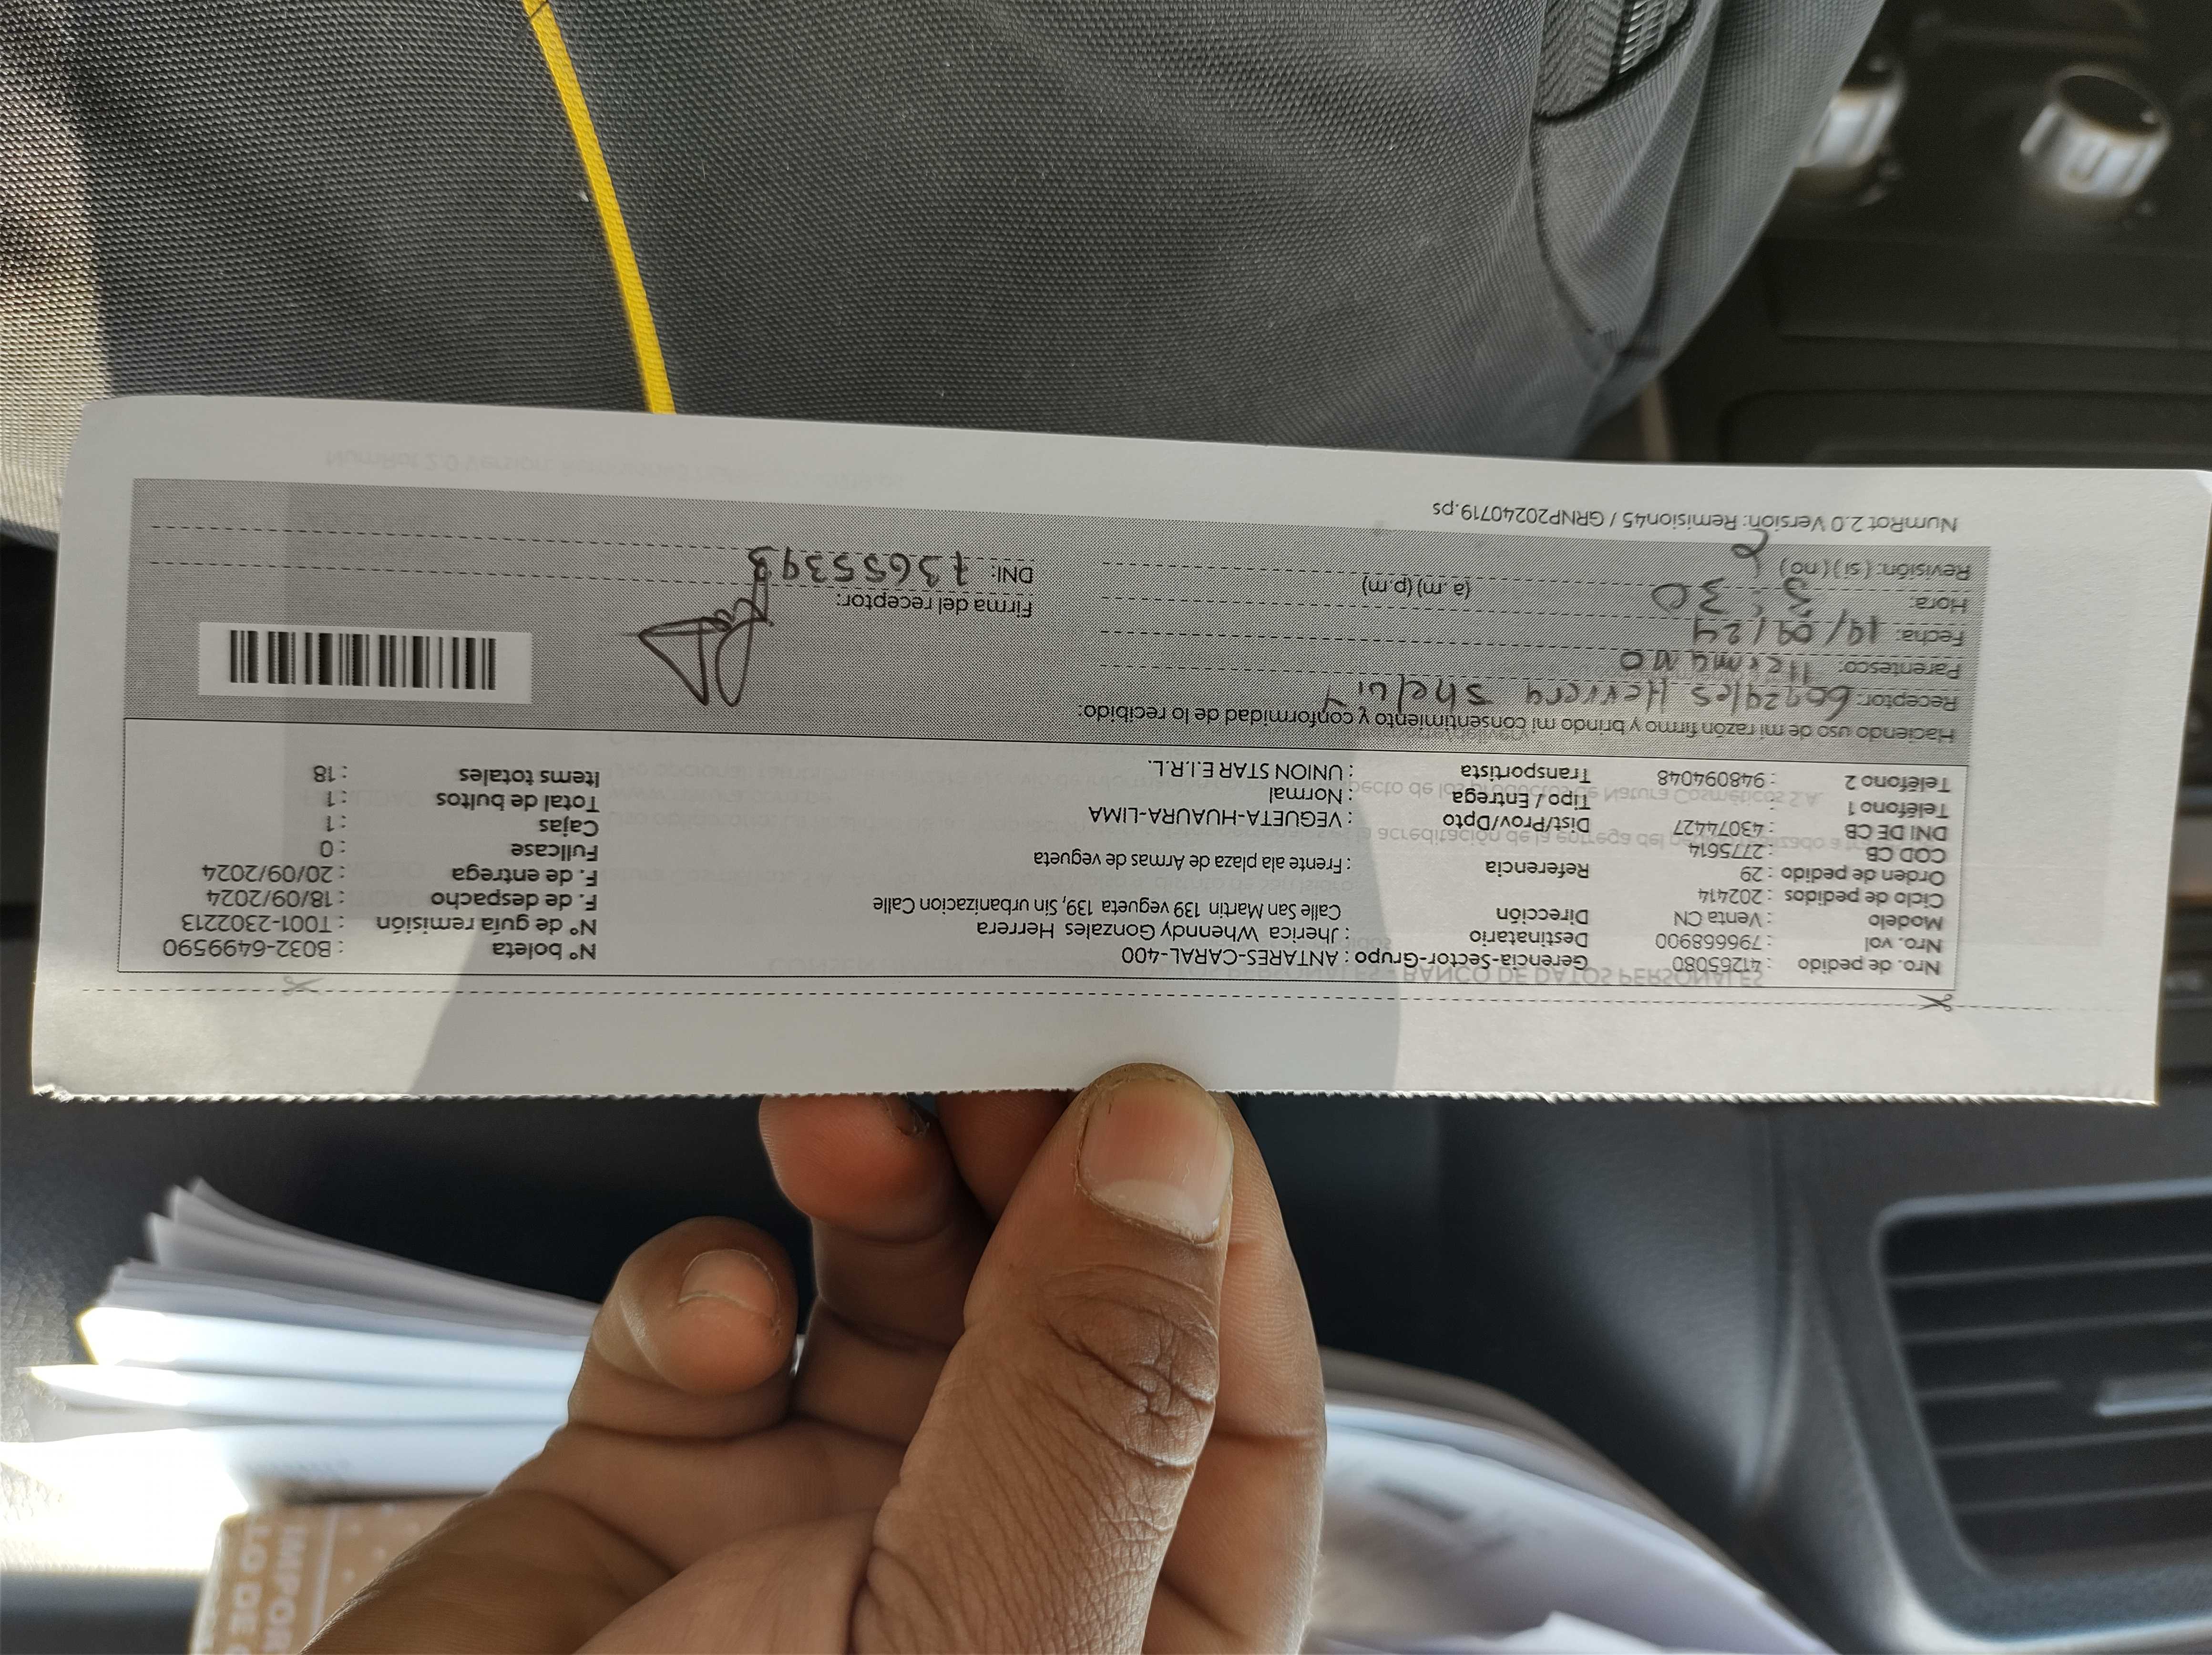 Nro. de pedido : 41265080 Gerencia-Sector-Grupo : ANTARES-CARAL-400 N° boleta : B032-6499590
Nro. vol : 796668900 Destinatario : Jherica Whenndy Gonzales Herrera N° de guía remisión : T001-2302213
Modelo : Venta CN Dirección Calle San Martin 139 vegueta 139, Sin urbanizacion Calle F. de despacho : 18/09/2024
Ciclo de pedidos : 202414 F. de entrega : 20/09/2024
Orden de pedido : 29 Referencia : Frente ala plaza de Armas de vegueta Fullcase : 0
COD CB : 2775614 Cajas : 1
DNI DE CB : 43074427 Dist/Prov/Dpto : VEGUETA-HUAURA-LIMA Total de bultos : 1
Teléfono 1 : Tipo / Entrega : Normal Items totales : 18
Teléfono 2 : 948094048 Transportista : UNION STAR E.I.R.L.
Haciendo uso de mi razón firmo y brindo mi consentimiento y conformidad de lo recibido:
Receptor: Gonzales Herrera Shelui
Parentesco: Hermano
Fecha: 19/09/24
Hora: 3:30 (a.m) (p.m) Firma del receptor:
Revisión: (si) (no) DNI: 73655393
NumRot 2.0 Version: Remision45 / GRNP20240719.ps
IMPOR
LO DE